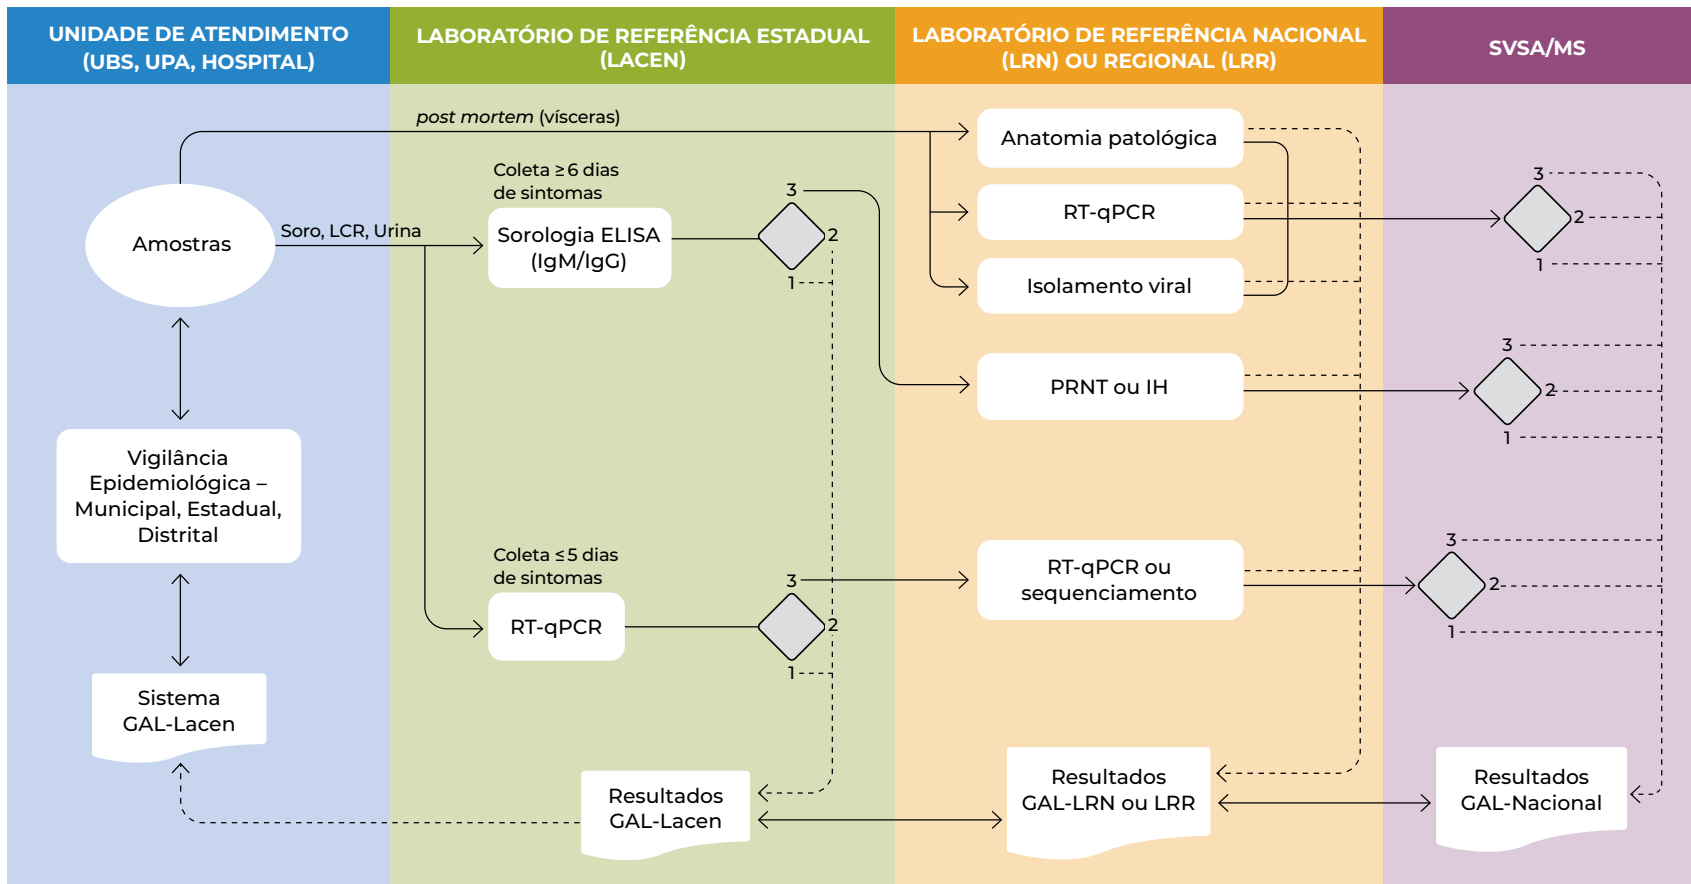 UNIDADE DE ATENDIMENTO
(UBS, UPA, HOSPITAL)
LABORATÓRIO DE REFERÊNCIA ESTADUAL
(LACEN)
LABORATÓRIO DE REFERÊNCIA NACIONAL
(LRN) OU REGIONAL (LRR)
SVSA/MS
post mortem (vísceras)
Amostras
Soro, LCR, Urina
Vigilância
Epidemiológica –
Municipal, Estadual,
Distrital
Sistema
GAL-Lacen
Coleta ≥ 6 dias
de sintomas
Sorologia ELISA
(IgM/IgG)
3
2
1
Coleta ≤ 5 dias
de sintomas
RT-qPCR
3
2
1
Resultados
GAL-Lacen
Anatomia patológica
RT-qPCR
Isolamento viral
PRNT ou IH
RT-qPCR ou
sequenciamento
Resultados
GAL-LRN ou LRR
3
2
1
3
2
1
3
2
1
Resultados
GAL-Nacional